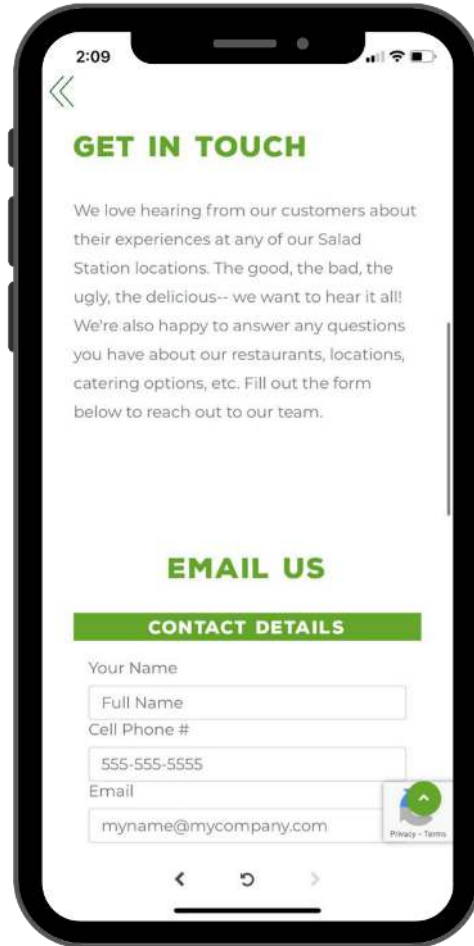 2:09
GET IN TOUCH
We love hearing from our customers about
their experiences at any of our Salad
Station locations. The good, the bad, the
ugly, the delicious-- we want to hear it all!
We're also happy to answer any questions
you have about our restaurants, locations,
catering options, etc. Fill out the form
below to reach out to our team.
EMAIL US
CONTACT DETAILS
Your Name
Full Name
Cell Phone #
555-555-5555
Email
myname@mycompany.com
Privacy - Terms